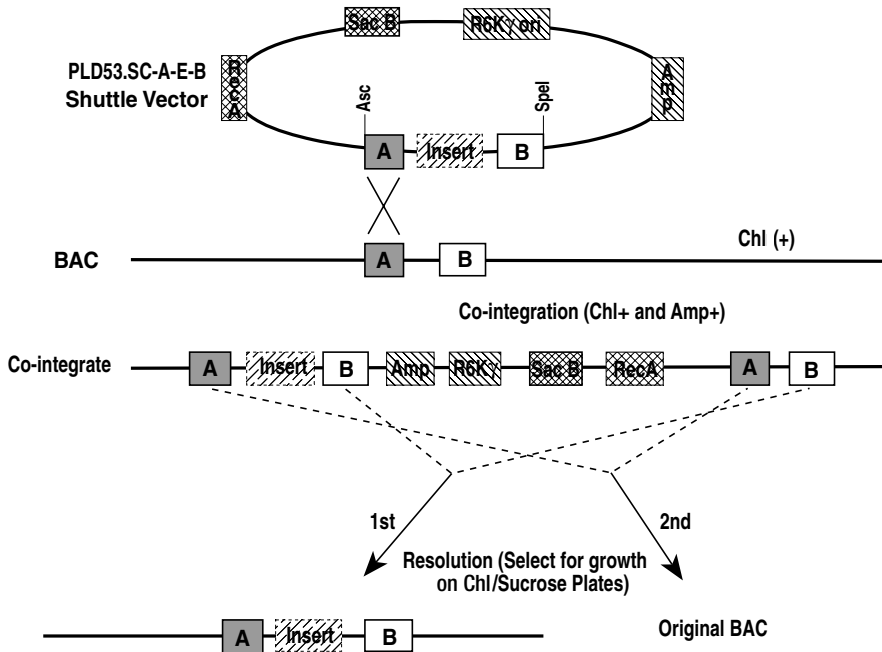 Sac B
R6Kγ ori
PLD53.SC-A-E-B
Shuttle Vector
RecA
Amp
Asc
SpeI
A
Insert
B
Chl (+)
BAC
A
B
Co-integration (Chl+ and Amp+)
Co-integrate
A
Insert
B
Amp
R6Kγ
Sac B
RecA
A
B
1st
2nd
Resolution (Select for growth
on Chl/Sucrose Plates)
A
Insert
B
Original BAC